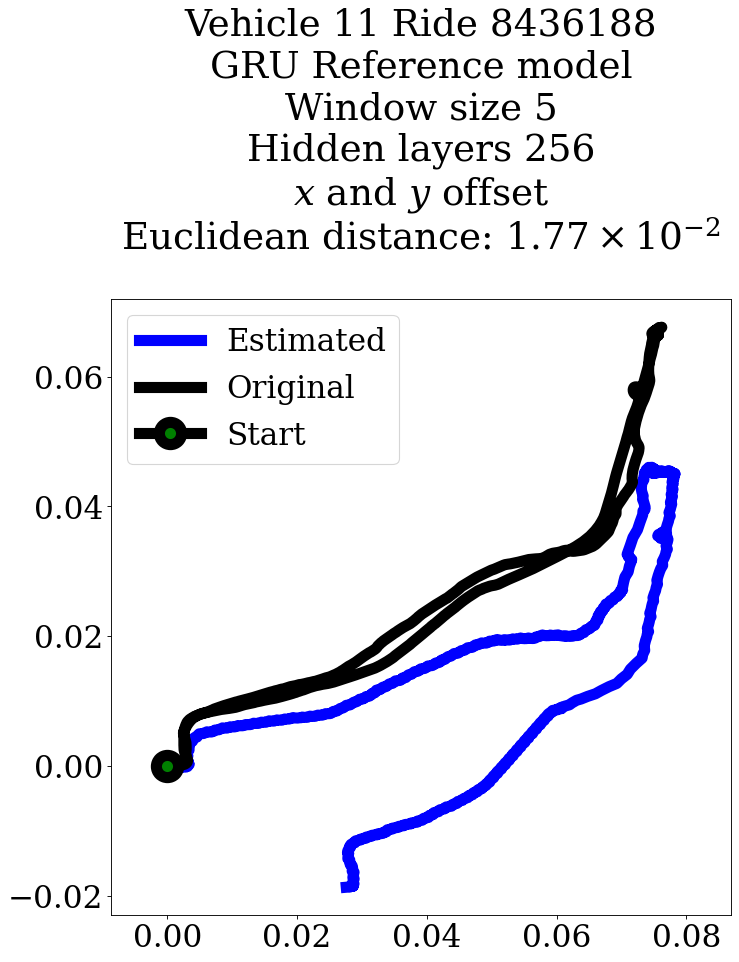 Vehicle 11 Ride 8436188
GRU Reference model
Window size 5
Hidden layers 256
x and y offset
Euclidean distance: 1.77 × 10⁻²
Estimated
Original
Start
0.06
0.04
0.02
0.00
−0.02
0.00 0.02 0.04 0.06 0.08